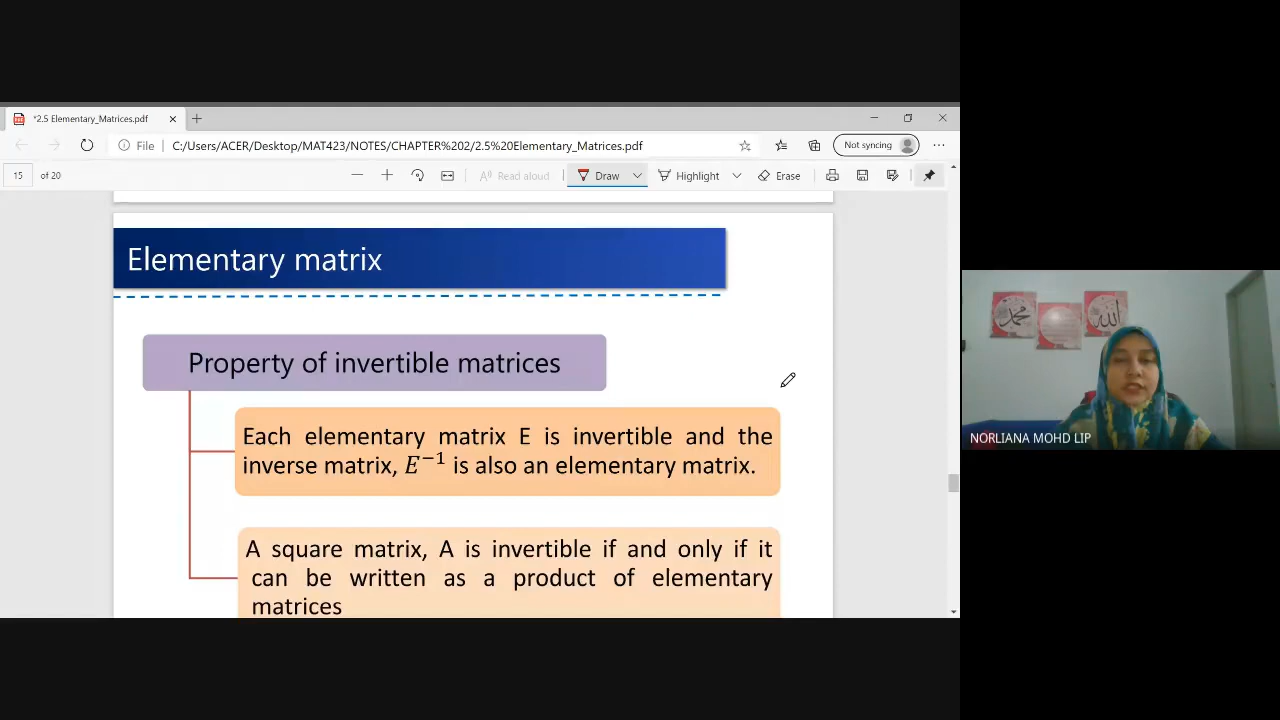 *2.5 Elementary_Matrices.pdf
File
C:/Users/ACER/Desktop/MAT423/NOTES/CHAPTER%202/2.5%20Elementary_Matrices.pdf
Not syncing
15 of 20
Read aloud
Draw
Highlight
Erase
Elementary matrix
Property of invertible matrices
Each elementary matrix E is invertible and the
inverse matrix, E⁻¹ is also an elementary matrix.
A square matrix, A is invertible if and only if it
can be written as a product of elementary
matrices
محمد
الله
NORLIANA MOHD LIP